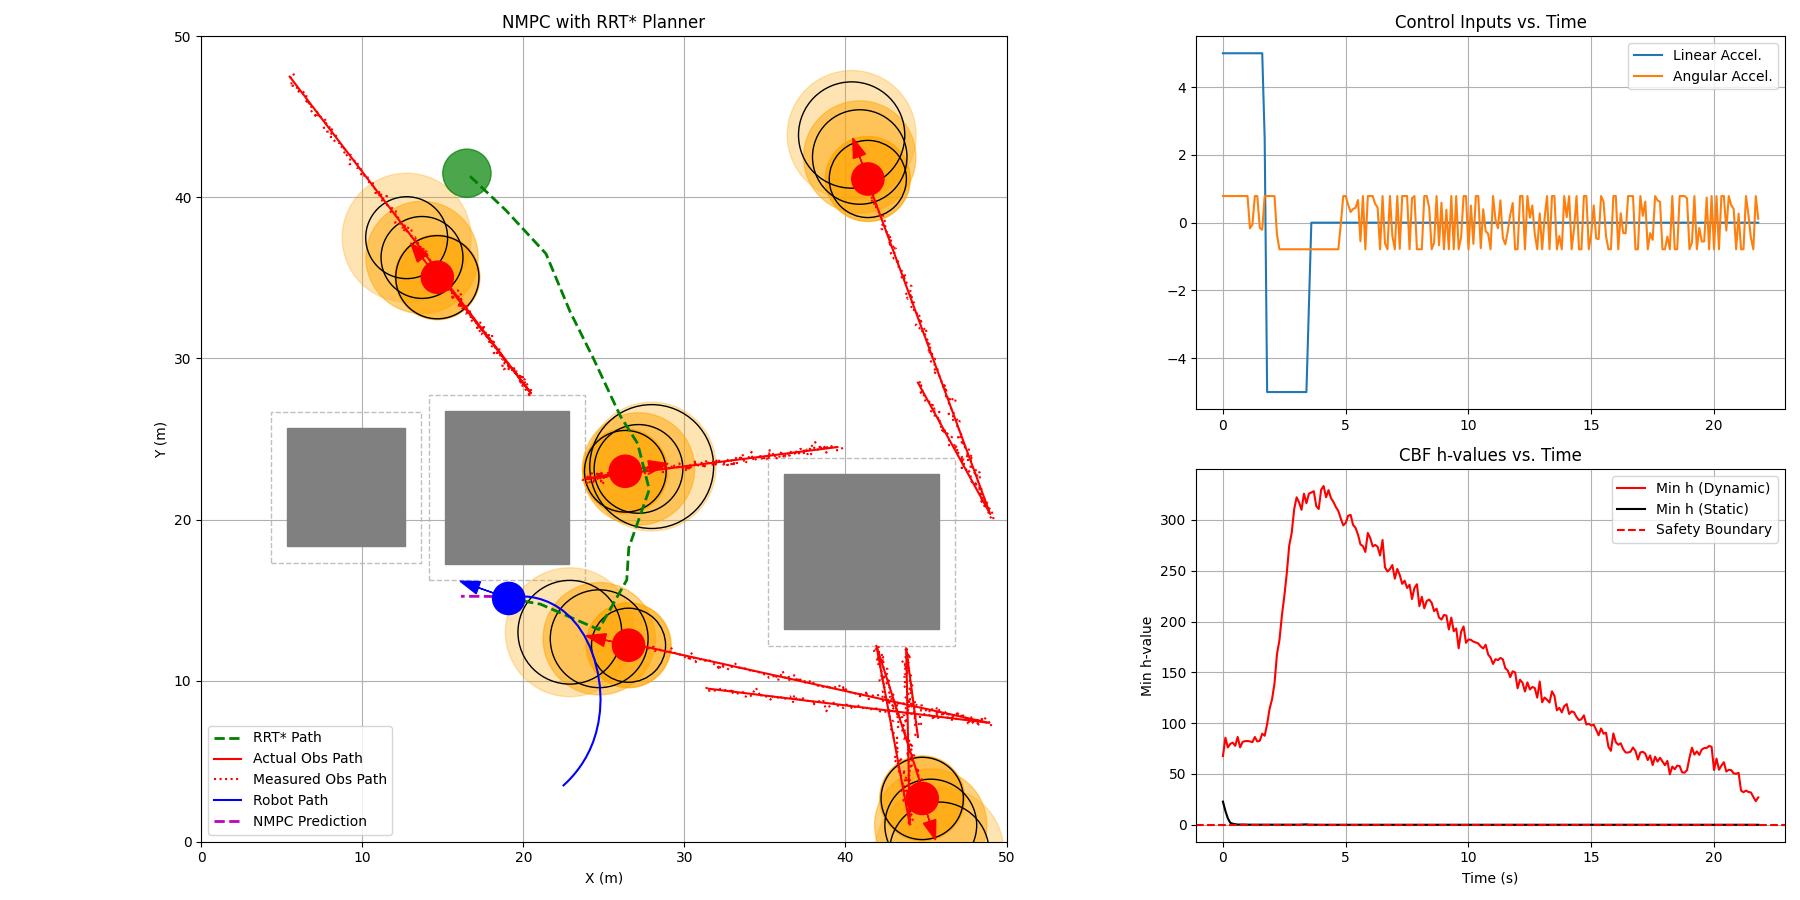 NMPC with RRT* Planner
50
40
30
20
10
0
Y (m)
0 10 20 30 40 50
X (m)
RRT* Path
Actual Obs Path
Measured Obs Path
Robot Path
NMPC Prediction
Control Inputs vs. Time
Linear Accel.
Angular Accel.
4
2
0
−2
−4
0 5 10 15 20
CBF h-values vs. Time
Min h (Dynamic)
Min h (Static)
Safety Boundary
300
250
200
150
100
50
0
Min h-value
0 5 10 15 20
Time (s)